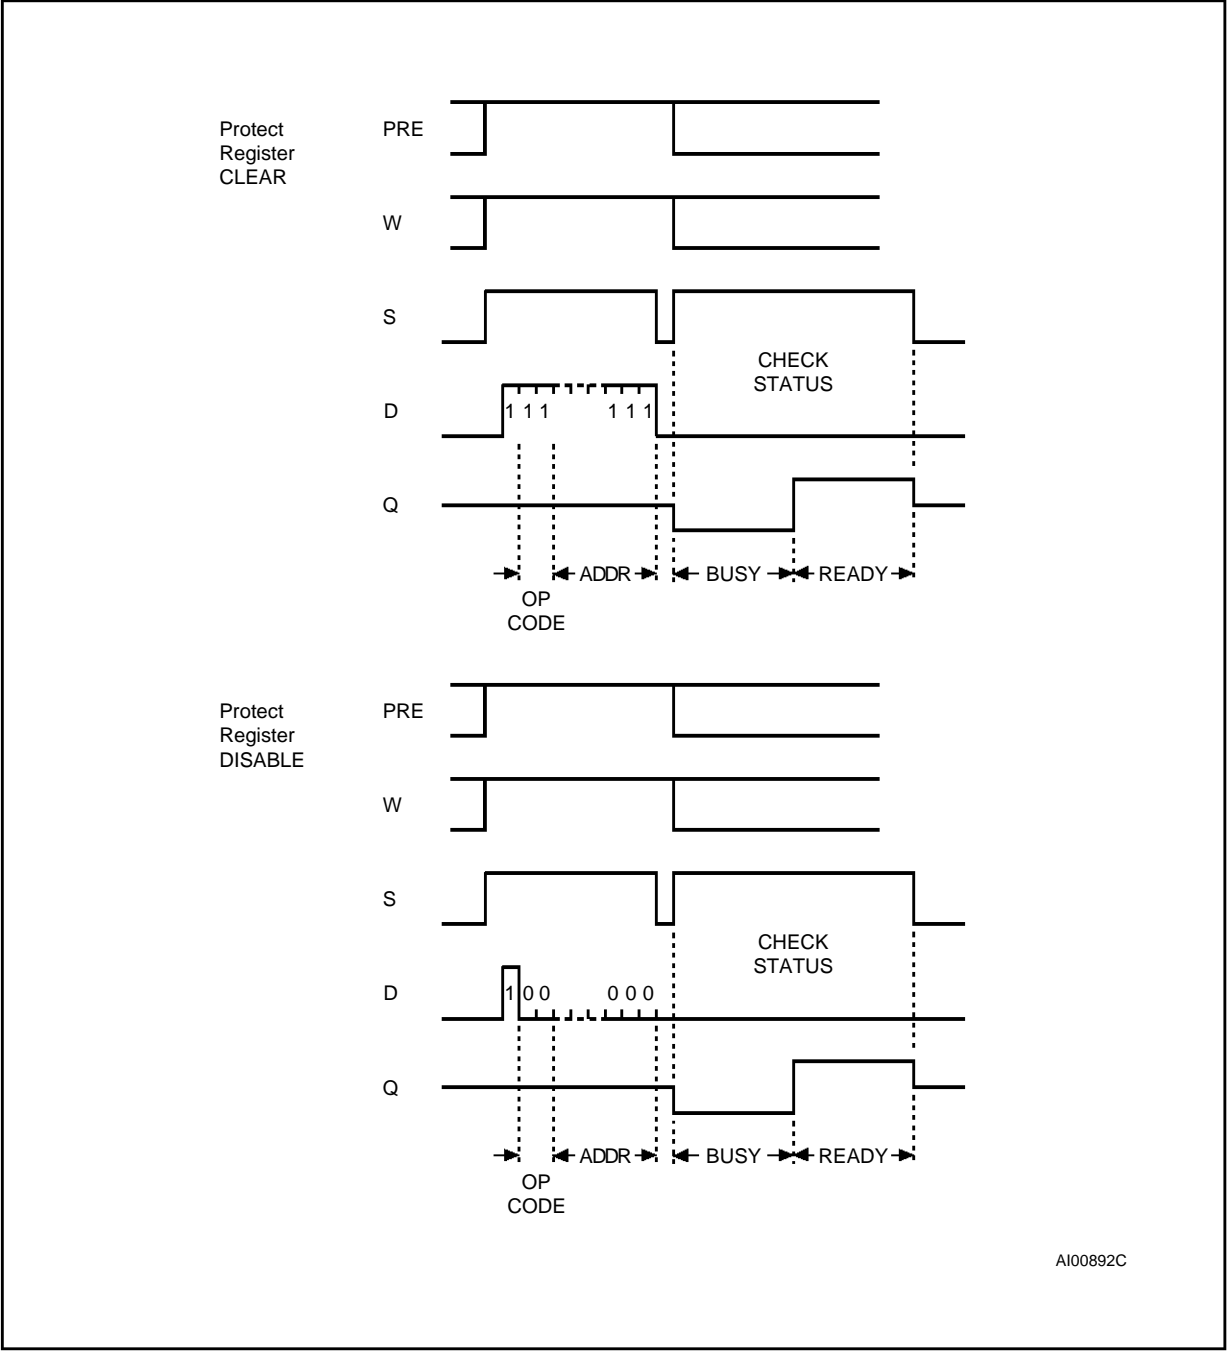 Protect
Register
CLEAR
PRE
W
S
CHECK
STATUS
D
1 1 1 1 1 1
Q
ADDR BUSY READY
OP
CODE
Protect
Register
DISABLE
PRE
W
S
CHECK
STATUS
D
1 0 0 0 0 0
Q
ADDR BUSY READY
OP
CODE
AI00892C